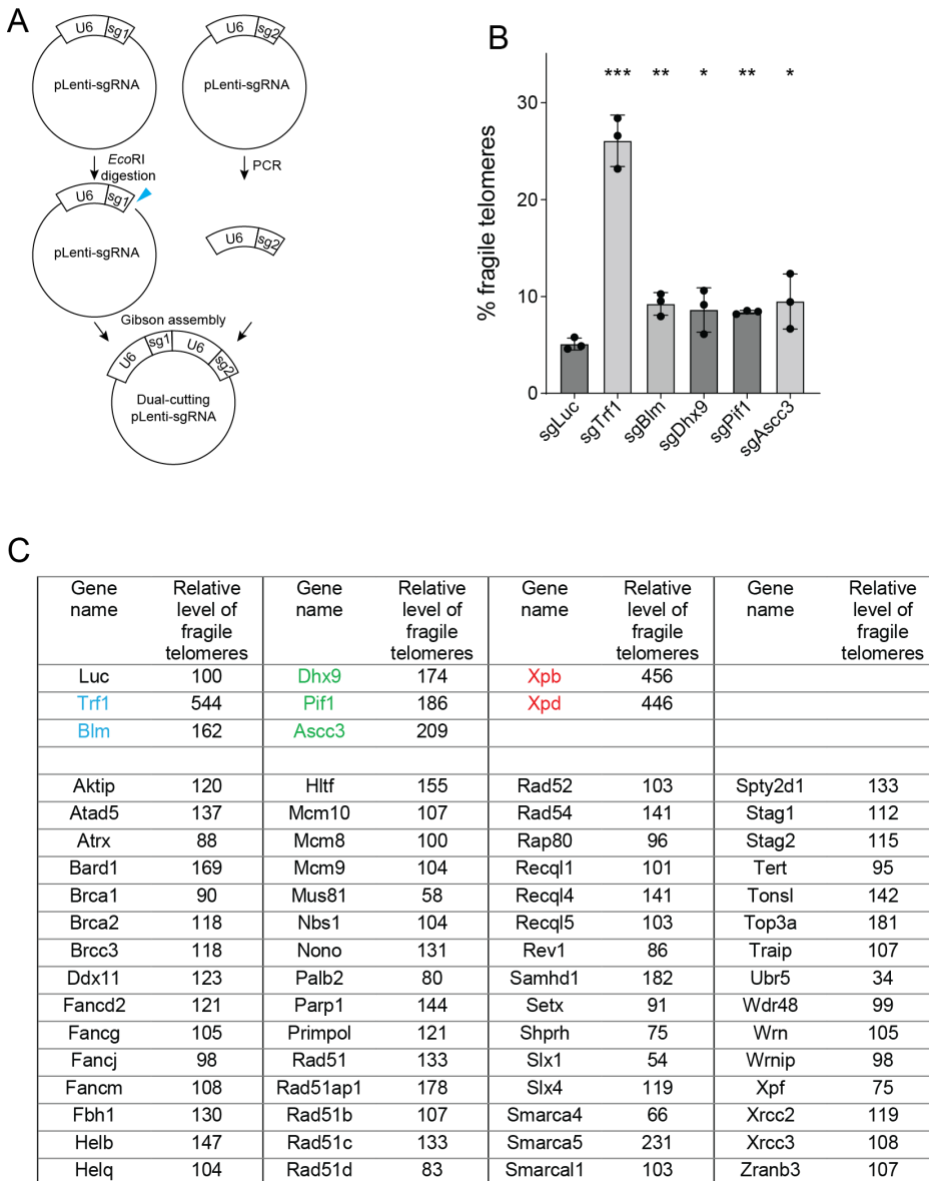 A
U6 sg1
U6 sg2
pLenti-sgRNA
pLenti-sgRNA
EcoRI
digestion
PCR
U6 sg1
pLenti-sgRNA
U6 sg2
Gibson assembly
U6 sg1 U6 sg2
Dual-cutting
pLenti-sgRNA
B
*** ** * ** *
% fragile telomeres
30
20
10
0
sgLuc
sgTrf1
sgBlm
sgDhx9
sgPif1
sgAscc3
C
Gene name Relative level of fragile telomeres Gene name Relative level of fragile telomeres Gene name Relative level of fragile telomeres Gene name Relative level of fragile telomeres
Luc 100 Dhx9 174 Xpb 456
Trf1 544 Pif1 186 Xpd 446
Blm 162 Ascc3 209
Aktip 120 Hltf 155 Rad52 103 Spty2d1 133
Atad5 137 Mcm10 107 Rad54 141 Stag1 112
Atrx 88 Mcm8 100 Rap80 96 Stag2 115
Bard1 169 Mcm9 104 Recql1 101 Tert 95
Brca1 90 Mus81 58 Recql4 141 Tonsl 142
Brca2 118 Nbs1 104 Recql5 103 Top3a 181
Brcc3 118 Nono 131 Rev1 86 Traip 107
Ddx11 123 Palb2 80 Samhd1 182 Ubr5 34
Fancd2 121 Parp1 144 Setx 91 Wdr48 99
Fancg 105 Primpol 121 Shprh 75 Wrn 105
Fancj 98 Rad51 133 Slx1 54 Wrnip 98
Fancm 108 Rad51ap1 178 Slx4 119 Xpf 75
Fbh1 130 Rad51b 107 Smarca4 66 Xrcc2 119
Helb 147 Rad51c 133 Smarca5 231 Xrcc3 108
Helq 104 Rad51d 83 Smarcal1 103 Zranb3 107